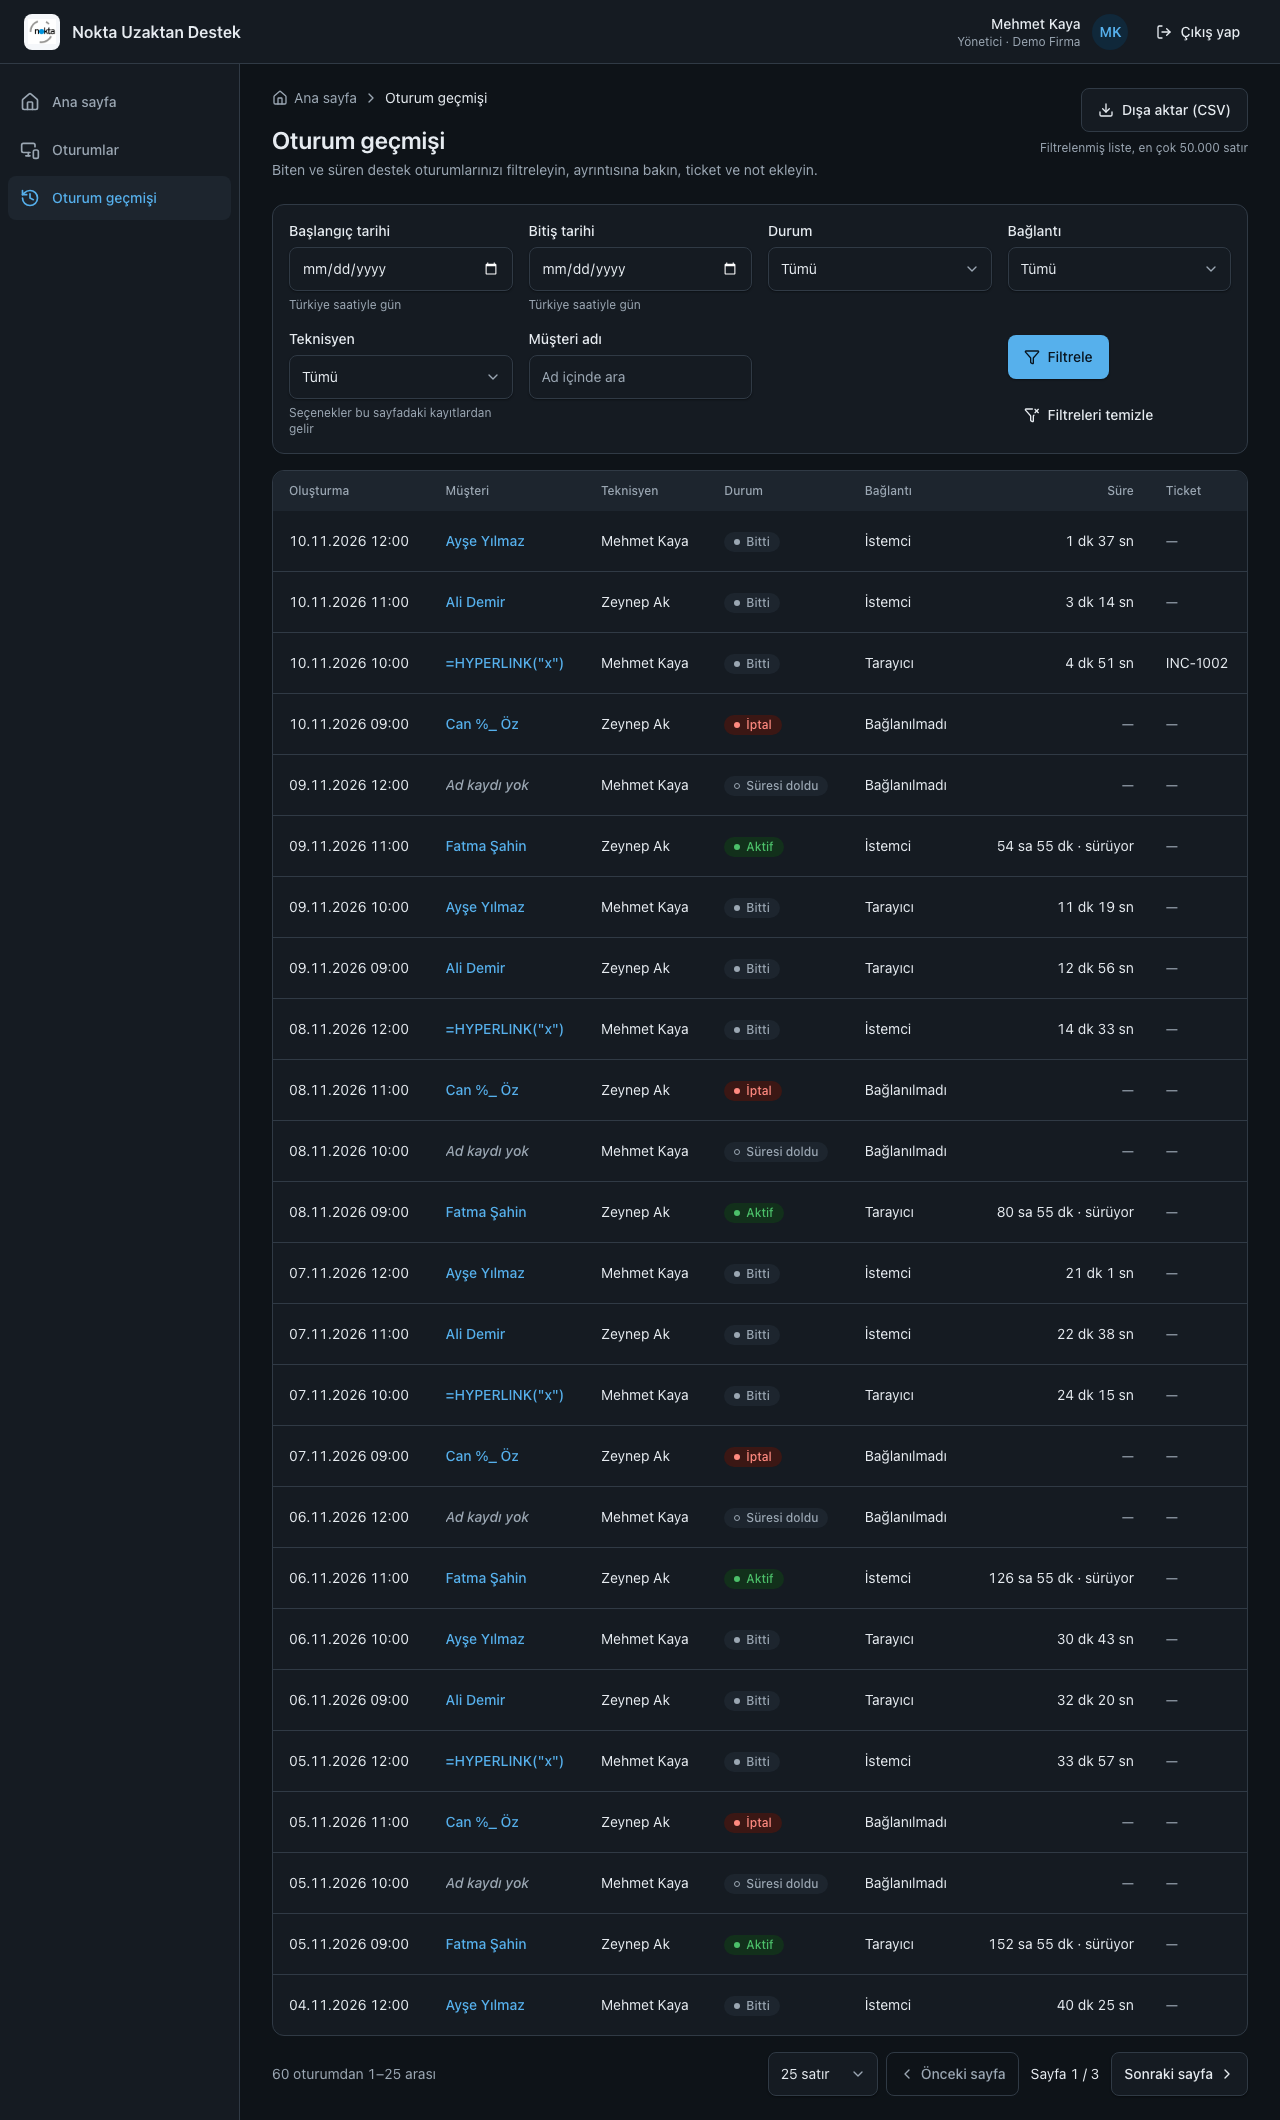 nokta
Nokta Uzaktan Destek
Mehmet Kaya
Yönetici · Demo Firma
MK
Çıkış yap
Ana sayfa
Oturumlar
Oturum geçmişi
Ana sayfa
Oturum geçmişi
Dışa aktar (CSV)
Filtrelenmiş liste, en çok 50.000 satır
Oturum geçmişi
Biten ve süren destek oturumlarınızı filtreleyin, ayrıntısına bakın, ticket ve not ekleyin.
Başlangıç tarihi
Bitiş tarihi
Durum
Bağlantı
mm/dd/yyyy
mm/dd/yyyy
Tümü
Tümü
Türkiye saatiyle gün
Türkiye saatiyle gün
Teknisyen
Müşteri adı
Tümü
Ad içinde ara
Filtrele
Seçenekler bu sayfadaki kayıtlardan
gelir
Filtreleri temizle
Oluşturma Müşteri Teknisyen Durum Bağlantı Süre Ticket
10.11.2026 12:00 Ayşe Yılmaz Mehmet Kaya Bitti İstemci 1 dk 37 sn —
10.11.2026 11:00 Ali Demir Zeynep Ak Bitti İstemci 3 dk 14 sn —
10.11.2026 10:00 =HYPERLINK("x") Mehmet Kaya Bitti Tarayıcı 4 dk 51 sn INC-1002
10.11.2026 09:00 Can %_ Öz Zeynep Ak İptal Bağlanılmadı — —
09.11.2026 12:00 Ad kaydı yok Mehmet Kaya Süresi doldu Bağlanılmadı — —
09.11.2026 11:00 Fatma Şahin Zeynep Ak Aktif İstemci 54 sa 55 dk · sürüyor —
09.11.2026 10:00 Ayşe Yılmaz Mehmet Kaya Bitti Tarayıcı 11 dk 19 sn —
09.11.2026 09:00 Ali Demir Zeynep Ak Bitti Tarayıcı 12 dk 56 sn —
08.11.2026 12:00 =HYPERLINK("x") Mehmet Kaya Bitti İstemci 14 dk 33 sn —
08.11.2026 11:00 Can %_ Öz Zeynep Ak İptal Bağlanılmadı — —
08.11.2026 10:00 Ad kaydı yok Mehmet Kaya Süresi doldu Bağlanılmadı — —
08.11.2026 09:00 Fatma Şahin Zeynep Ak Aktif Tarayıcı 80 sa 55 dk · sürüyor —
07.11.2026 12:00 Ayşe Yılmaz Mehmet Kaya Bitti İstemci 21 dk 1 sn —
07.11.2026 11:00 Ali Demir Zeynep Ak Bitti İstemci 22 dk 38 sn —
07.11.2026 10:00 =HYPERLINK("x") Mehmet Kaya Bitti Tarayıcı 24 dk 15 sn —
07.11.2026 09:00 Can %_ Öz Zeynep Ak İptal Bağlanılmadı — —
06.11.2026 12:00 Ad kaydı yok Mehmet Kaya Süresi doldu Bağlanılmadı — —
06.11.2026 11:00 Fatma Şahin Zeynep Ak Aktif İstemci 126 sa 55 dk · sürüyor —
06.11.2026 10:00 Ayşe Yılmaz Mehmet Kaya Bitti Tarayıcı 30 dk 43 sn —
06.11.2026 09:00 Ali Demir Zeynep Ak Bitti Tarayıcı 32 dk 20 sn —
05.11.2026 12:00 =HYPERLINK("x") Mehmet Kaya Bitti İstemci 33 dk 57 sn —
05.11.2026 11:00 Can %_ Öz Zeynep Ak İptal Bağlanılmadı — —
05.11.2026 10:00 Ad kaydı yok Mehmet Kaya Süresi doldu Bağlanılmadı — —
05.11.2026 09:00 Fatma Şahin Zeynep Ak Aktif Tarayıcı 152 sa 55 dk · sürüyor —
04.11.2026 12:00 Ayşe Yılmaz Mehmet Kaya Bitti İstemci 40 dk 25 sn —
60 oturumdan 1–25 arası
25 satır
Önceki sayfa
Sayfa 1 / 3
Sonraki sayfa